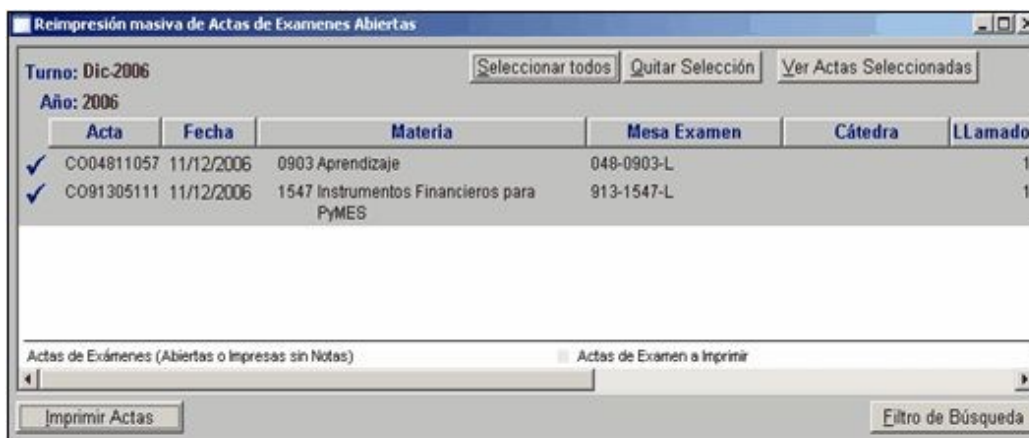 Reimpresión masiva de Actas de Examenes Abiertas
Turno: Dic-2006
Seleccionar todos Quitar Selección Ver Actas Seleccionadas
Año: 2006
Acta Fecha Materia Mesa Examen Cátedra LLamado
CO04811057 11/12/2006 0903 Aprendizaje 048-0903-L 1
CO91305111 11/12/2006 1547 Instrumentos Financieros para 913-1547-L 1
PyMES
Actas de Exámenes (Abiertas o Impresas sin Notas) Actas de Examen a Imprimir
Imprimir Actas Filtro de Búsqueda